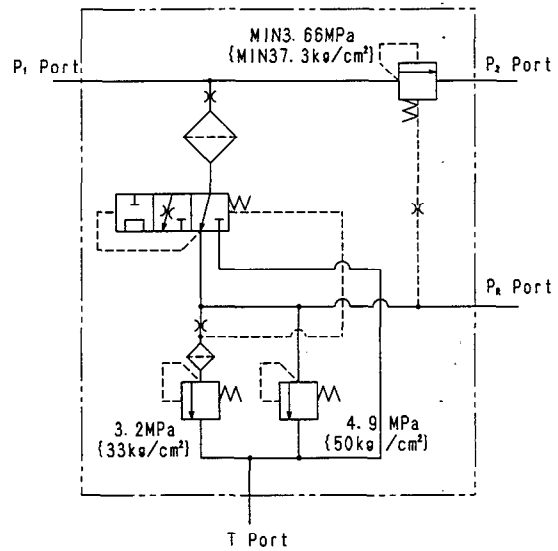 MIN3. 66MPa
{MIN37. 3kg/cm²}
P₁ Port
P₂ Port
Pʀ Port
3. 2MPa
{33kg/cm²}
4. 9 MPa
{50kg/cm²}
T Port